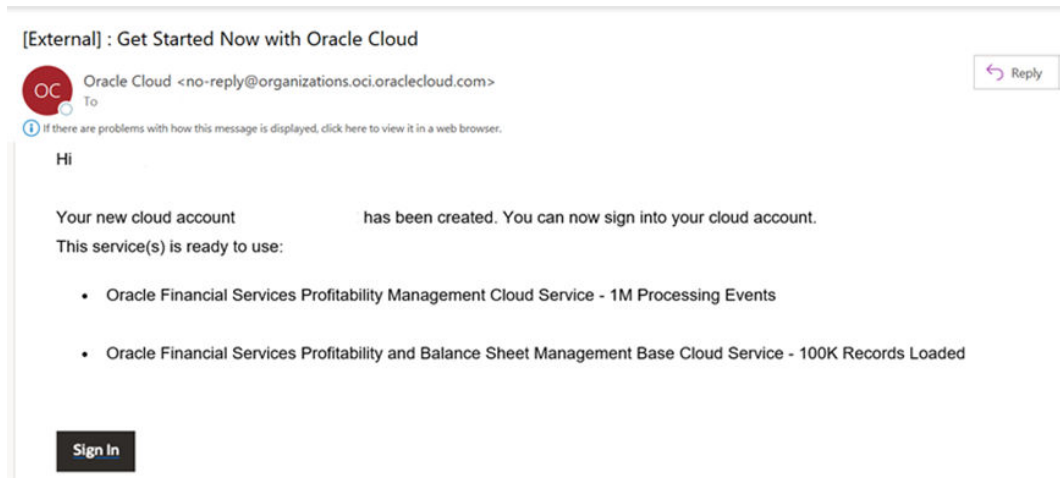 [External] : Get Started Now with Oracle Cloud
OC
Oracle Cloud <no-reply@organizations.oci.oraclecloud.com>
To
Reply
If there are problems with how this message is displayed, click here to view it in a web browser.
Hi
Your new cloud account has been created. You can now sign into your cloud account.
This service(s) is ready to use:
• Oracle Financial Services Profitability Management Cloud Service - 1M Processing Events
• Oracle Financial Services Profitability and Balance Sheet Management Base Cloud Service - 100K Records Loaded
Sign In